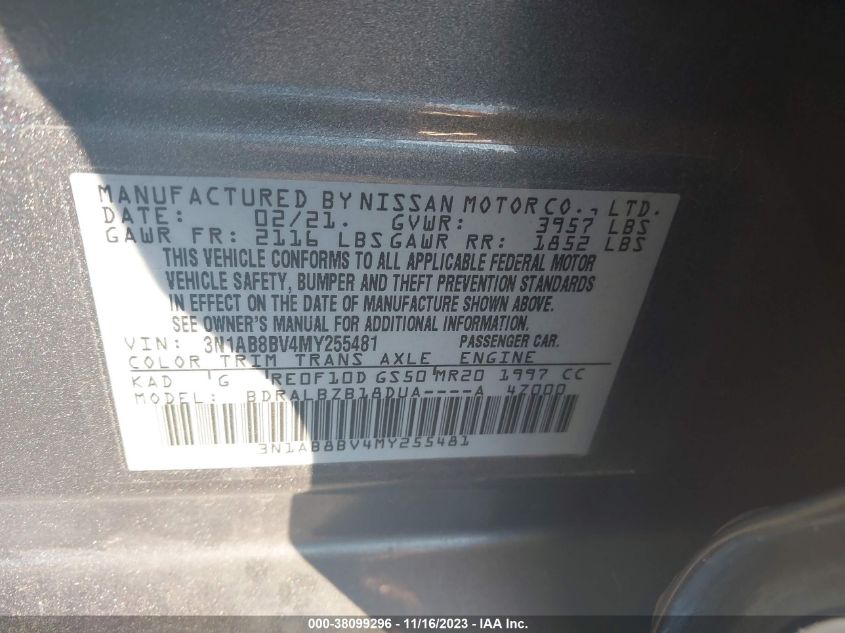 MANUFACTURED BY NISSAN MOTOR CO., LTD.
DATE: 02/21. GVWR: 3957 LBS
GAWR FR: 2116 LBS GAWR RR: 1852 LBS
THIS VEHICLE CONFORMS TO ALL APPLICABLE FEDERAL MOTOR
VEHICLE SAFETY, BUMPER AND THEFT PREVENTION STANDARDS
IN EFFECT ON THE DATE OF MANUFACTURE SHOWN ABOVE.
SEE OWNER'S MANUAL FOR ADDITIONAL INFORMATION.
VIN: 3N1AB8BV4MY255481 PASSENGER CAR.
COLOR TRIM TRANS AXLE ENGINE
KAD 'G 'RE0F10D GS50'MR20 1997 CC
MODEL: BDRALBZB18DUA----A 47000
3N1AB8BV4MY255481
000-38099296 - 11/16/2023 - IAA Inc.